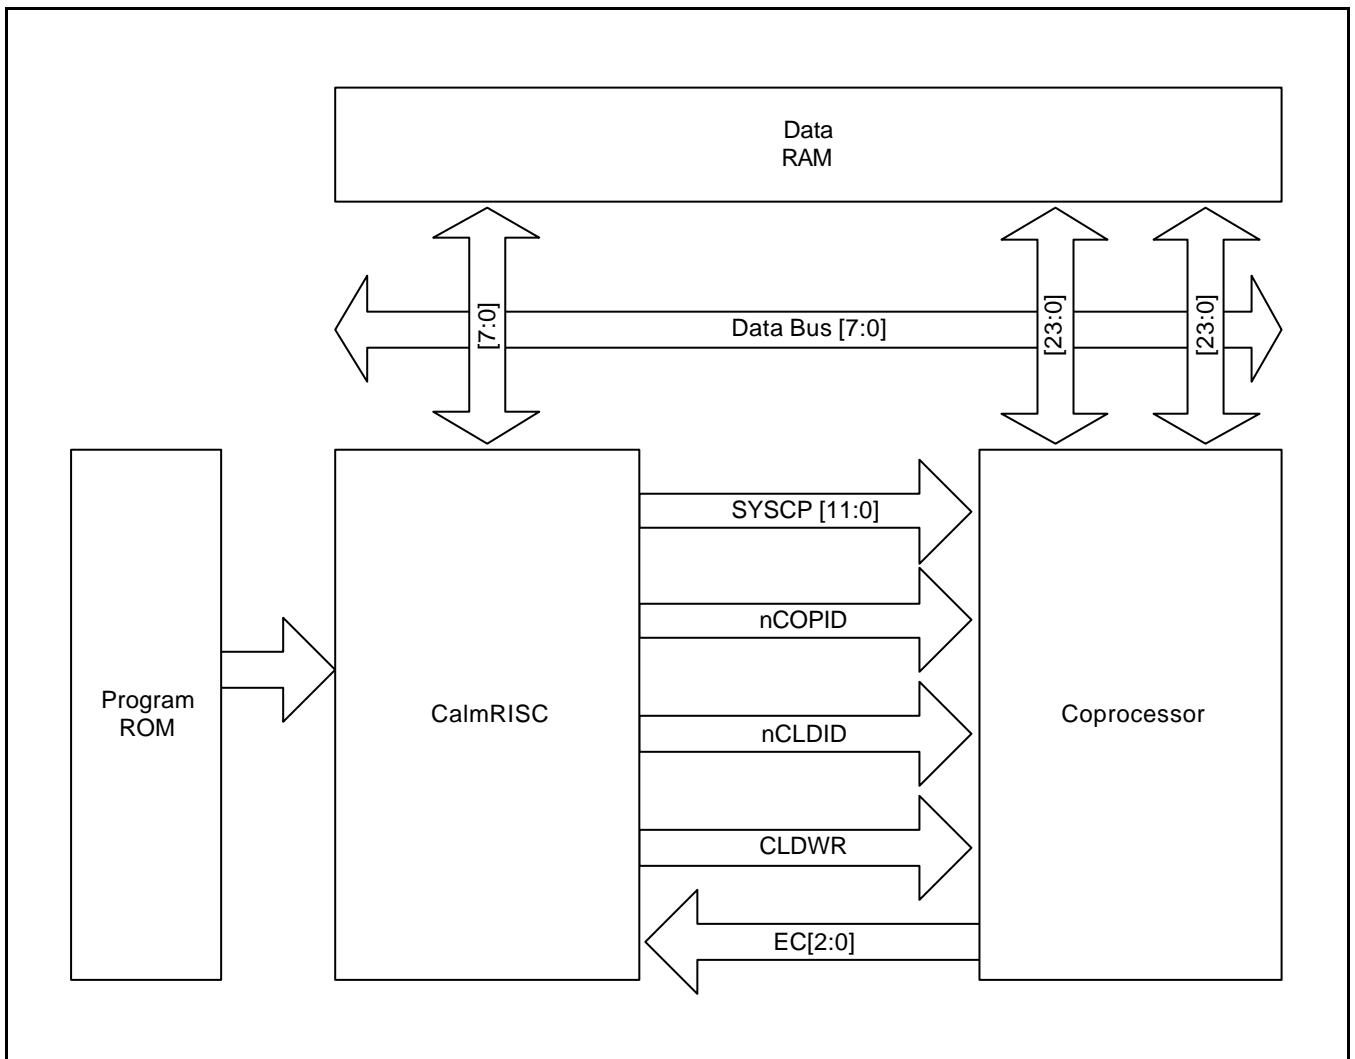 Data
RAM
[7:0]
Data Bus [7:0]
[23:0]
[23:0]
Program
ROM
CalmRISC
SYSCP [11:0]
nCOPID
nCLDID
CLDWR
EC[2:0]
Coprocessor